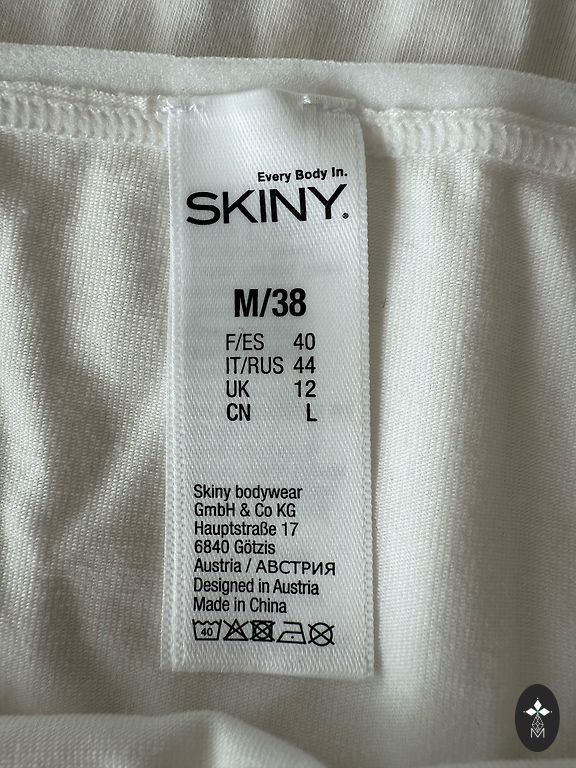 Every Body In.
SKINY.
M/38
F/ES 40
IT/RUS 44
UK 12
CN L
Skiny bodywear
GmbH & Co KG
Hauptstraße 17
6840 Götzis
Austria / АВСТРИЯ
Designed in Austria
Made in China
40
M